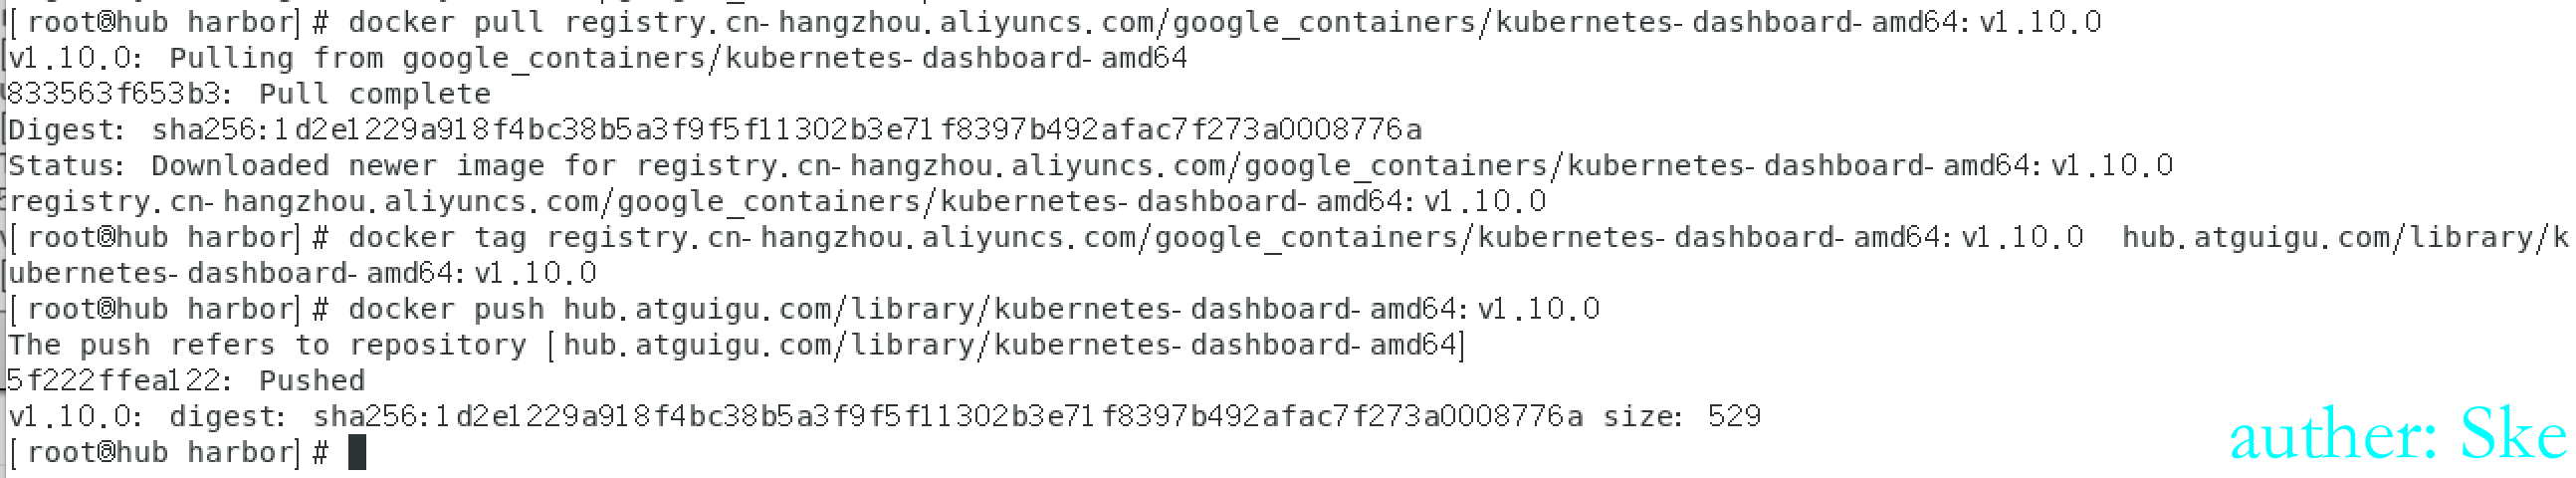 [root@hub harbor]# docker pull registry.cn-hangzhou.aliyuncs.com/google_containers/kubernetes-dashboard-amd64:v1.10.0
v1.10.0: Pulling from google_containers/kubernetes-dashboard-amd64
833563f653b3: Pull complete
Digest: sha256:1d2e1229a918f4bc38b5a3f9f5f11302b3e71f8397b492afac7f273a0008776a
Status: Downloaded newer image for registry.cn-hangzhou.aliyuncs.com/google_containers/kubernetes-dashboard-amd64:v1.10.0
registry.cn-hangzhou.aliyuncs.com/google_containers/kubernetes-dashboard-amd64:v1.10.0
[root@hub harbor]# docker tag registry.cn-hangzhou.aliyuncs.com/google_containers/kubernetes-dashboard-amd64:v1.10.0  hub.atguigu.com/library/k
ubernetes-dashboard-amd64:v1.10.0
[root@hub harbor]# docker push hub.atguigu.com/library/kubernetes-dashboard-amd64:v1.10.0
The push refers to repository [hub.atguigu.com/library/kubernetes-dashboard-amd64]
5f222ffea122: Pushed
v1.10.0: digest: sha256:1d2e1229a918f4bc38b5a3f9f5f11302b3e71f8397b492afac7f273a0008776a size: 529
[root@hub harbor]#
auther: Ske